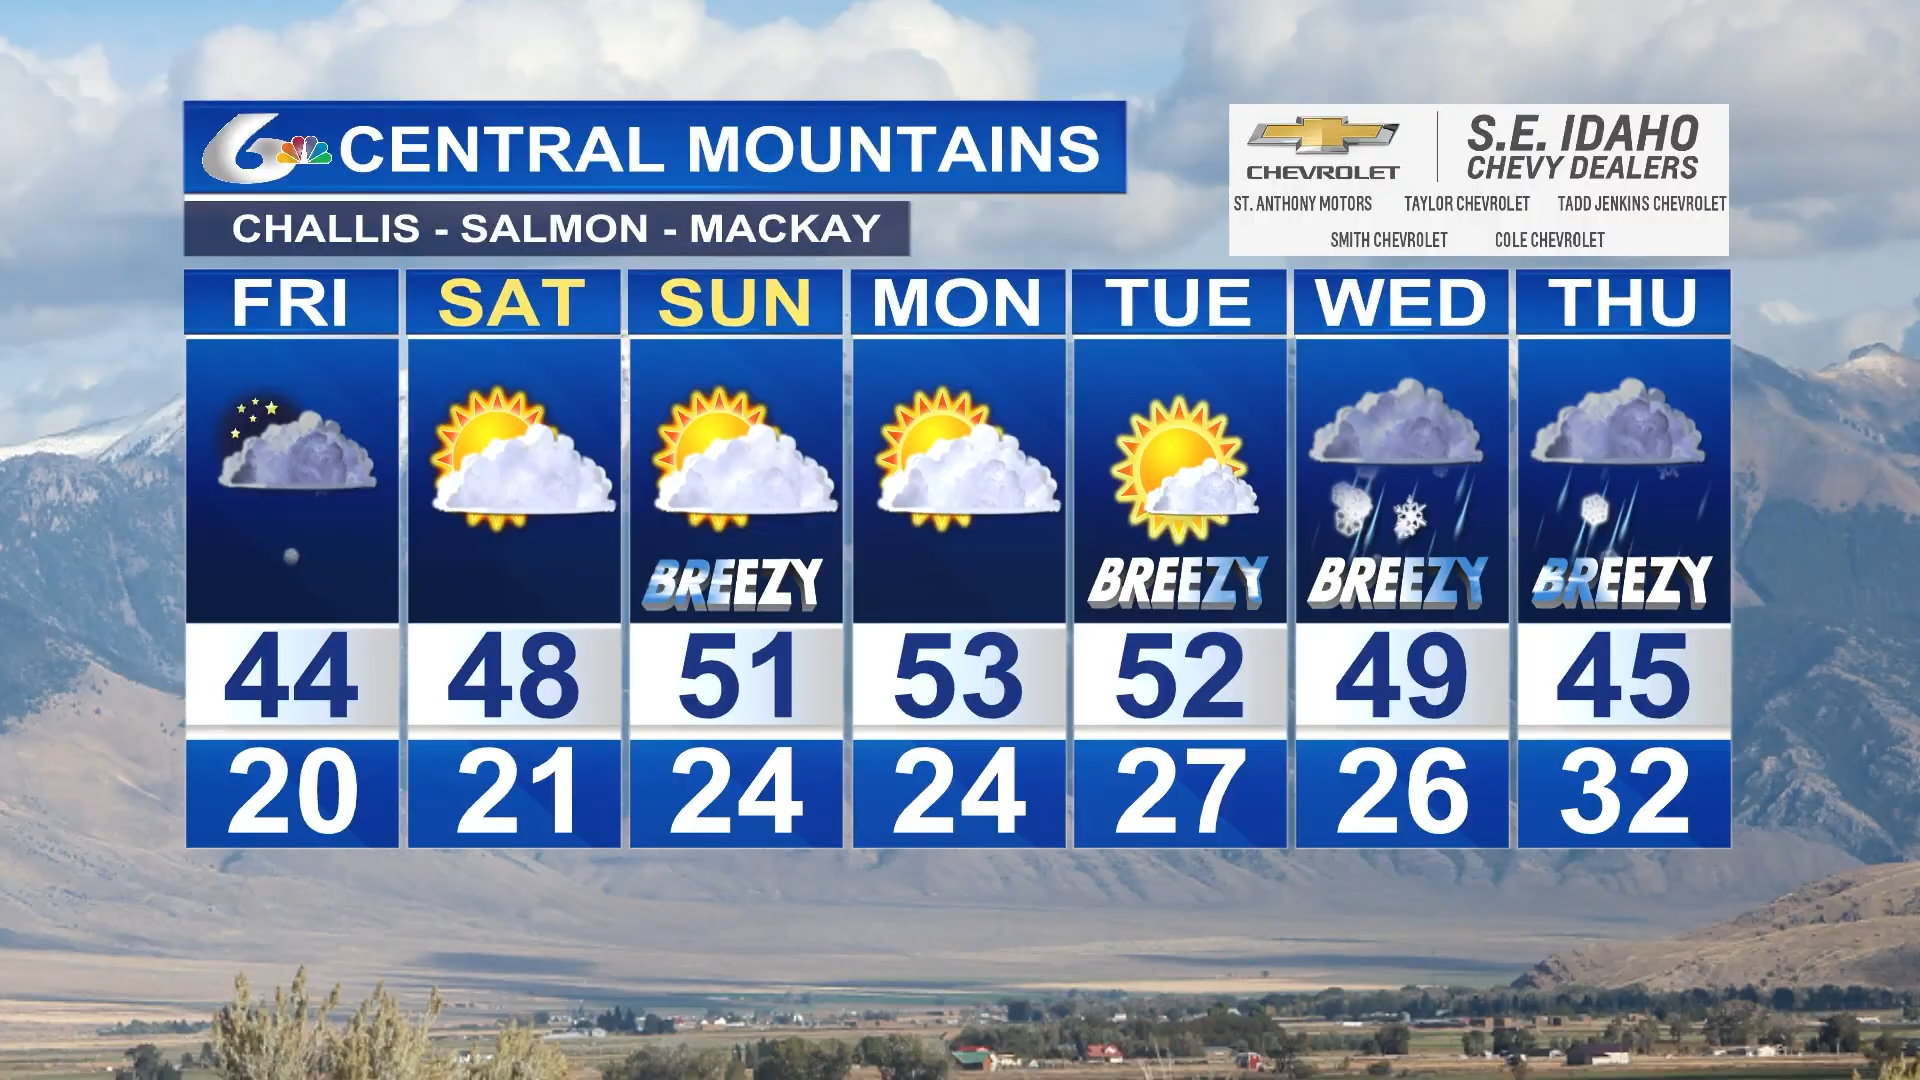 6 CENTRAL MOUNTAINS
CHALLIS - SALMON - MACKAY
CHEVROLET
S.E. IDAHO
CHEVY DEALERS
ST. ANTHONY MOTORS TAYLOR CHEVROLET TADD JENKINS CHEVROLET
SMITH CHEVROLET COLE CHEVROLET
FRI SAT SUN MON TUE WED THU
BREEZY BREEZY BREEZY BREEZY
44 48 51 53 52 49 45
20 21 24 24 27 26 32